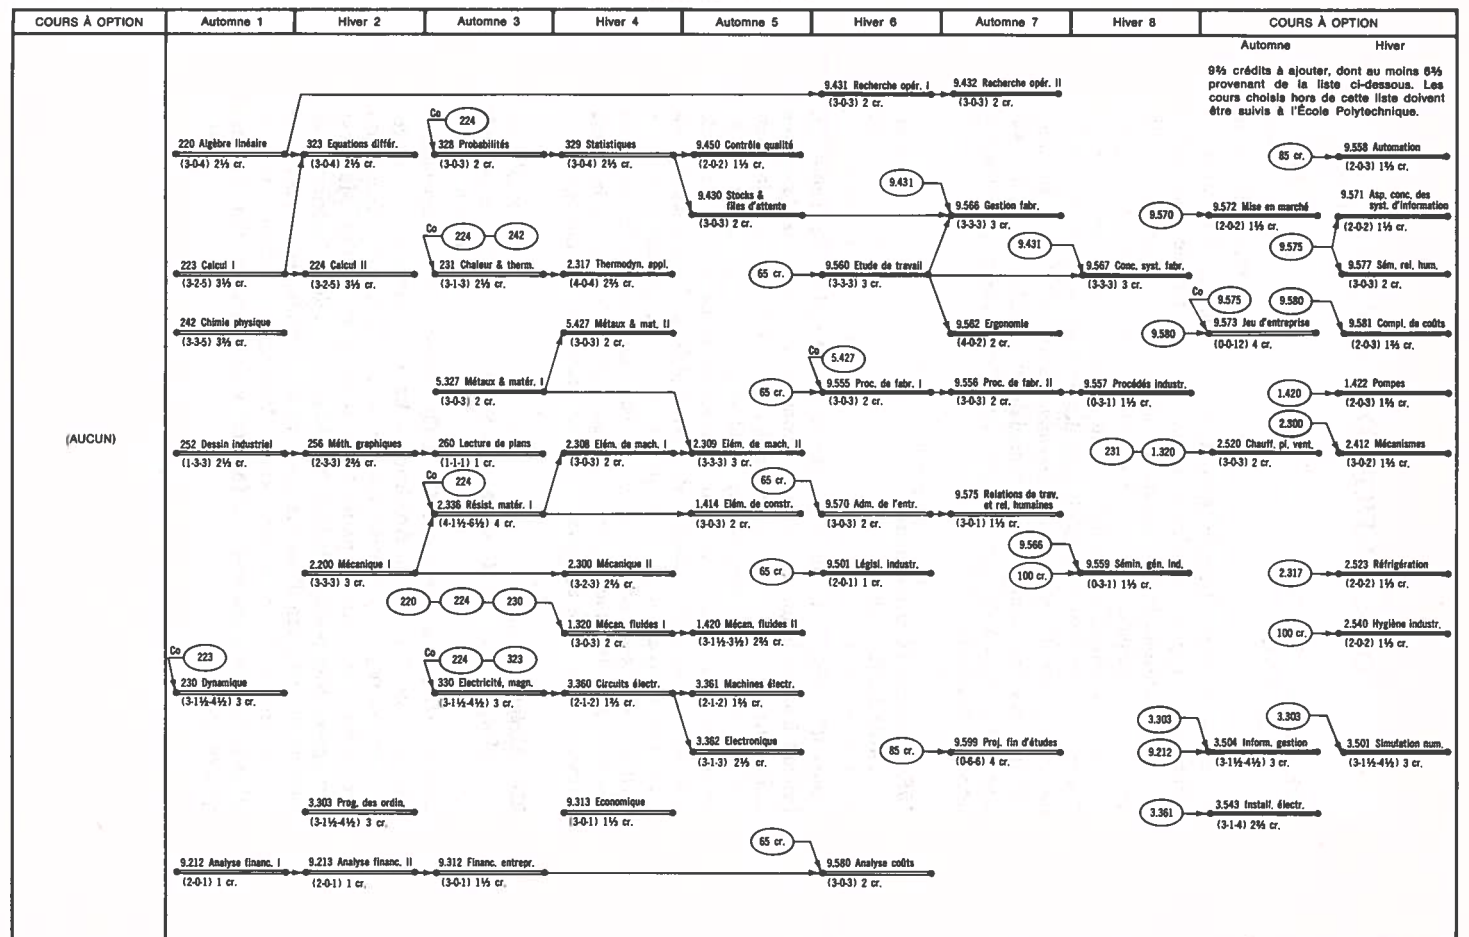 COURS À OPTION
Automne 1
Hiver 2
Automne 3
Hiver 4
Automne 5
Hiver 6
Automne 7
Hiver 8
COURS À OPTION
Automne
Hiver
9⅔ crédits à ajouter, dont au moins 6⅔
provenant de la liste ci-dessous. Les
cours choisis hors de cette liste doivent
être suivis à l'École Polytechnique.
(AUCUN)
9.431 Recherche opér. I
(3-0-3) 2 cr.
9.432 Recherche opér. II
(3-0-3) 2 cr.
Co
224
220 Algèbre linéaire
(3-0-4) 2⅓ cr.
323 Equations différ.
(3-0-4) 2⅓ cr.
328 Probabilités
(3-0-3) 2 cr.
329 Statistiques
(3-0-4) 2⅓ cr.
9.450 Contrôle qualité
(2-0-2) 1⅓ cr.
85 cr.
9.558 Automation
(2-0-3) 1⅔ cr.
9.431
9.430 Stocks &
files d'attente
(3-0-3) 2 cr.
9.566 Gestion fabr.
(3-3-3) 3 cr.
9.570
9.572 Mise en marché
(2-0-2) 1⅓ cr.
9.571 Asp. conc. des
syst. d'information
(2-0-2) 1⅓ cr.
Co
224
242
9.431
9.575
223 Calcul I
(3-2-5) 3⅓ cr.
224 Calcul II
(3-2-5) 3⅓ cr.
231 Chaleur & therm.
(3-1-3) 2⅓ cr.
2.317 Thermodyn. appl.
(4-0-4) 2⅔ cr.
65 cr.
9.560 Etude de travail
(3-3-3) 3 cr.
9.567 Conc. syst. fabr.
(3-3-3) 3 cr.
9.577 Sém. rel. hum.
(3-0-3) 2 cr.
Co
9.575
9.580
242 Chimie physique
(3-3-5) 3⅔ cr.
5.427 Métaux & mat. II
(3-0-3) 2 cr.
9.562 Ergonomie
(4-0-2) 2 cr.
9.580
9.573 Jeu d'entreprise
(0-0-12) 4 cr.
9.581 Compl. de coûts
(2-0-3) 1⅔ cr.
Co
5.427
5.327 Métaux & matér. I
(3-0-3) 2 cr.
65 cr.
9.555 Proc. de fabr. I
(3-0-3) 2 cr.
9.556 Proc. de fabr. II
(3-0-3) 2 cr.
9.557 Procédés industr.
(0-3-1) 1⅓ cr.
1.420
1.422 Pompes
(2-0-3) 1⅔ cr.
2.300
252 Dessin industriel
(1-3-3) 2⅓ cr.
256 Méth. graphiques
(2-3-3) 2⅔ cr.
260 Lecture de plans
(1-1-1) 1 cr.
2.308 Elém. de mach. I
(3-0-3) 2 cr.
2.309 Elém. de mach. II
(3-3-3) 3 cr.
231
1.320
2.520 Chauff. pl. vent.
(3-0-3) 2 cr.
2.412 Mécanismes
(3-0-2) 1⅔ cr.
Co
224
65 cr.
2.336 Résist. matér. I
(4-1½-6½) 4 cr.
1.414 Elém. de constr.
(3-0-3) 2 cr.
9.570 Adm. de l'entr.
(3-0-3) 2 cr.
9.575 Relations de trav.
et rel. humaines
(3-0-1) 1⅓ cr.
9.566
2.200 Mécanique I
(3-3-3) 3 cr.
2.300 Mécanique II
(3-2-3) 2⅔ cr.
65 cr.
9.501 Législ. industr.
(2-0-1) 1 cr.
100 cr.
9.559 Sémin. gén. ind.
(0-3-1) 1⅓ cr.
2.317
2.523 Réfrigération
(2-0-2) 1⅓ cr.
220
224
230
1.320 Mécan. fluides I
(3-0-3) 2 cr.
1.420 Mécan. fluides II
(3-1½-3½) 2⅔ cr.
100 cr.
2.540 Hygiène industr.
(2-0-2) 1⅓ cr.
Co
223
Co
224
323
230 Dynamique
(3-1½-4½) 3 cr.
330 Electricité, magn.
(3-1½-4½) 3 cr.
3.360 Circuits électr.
(2-1-2) 1⅔ cr.
3.361 Machines électr.
(2-1-2) 1⅔ cr.
3.303
3.303
3.362 Electronique
(3-1-3) 2⅓ cr.
85 cr.
9.599 Proj. fin d'études
(0-6-6) 4 cr.
9.212
3.504 Inform. gestion
(3-1½-4½) 3 cr.
3.501 Simulation num.
(3-1½-4½) 3 cr.
3.303 Prog. des ordin.
(3-1½-4½) 3 cr.
9.313 Economique
(3-0-1) 1⅓ cr.
3.361
3.543 Install. électr.
(3-1-4) 2⅔ cr.
65 cr.
9.212 Analyse financ. I
(2-0-1) 1 cr.
9.213 Analyse financ. II
(2-0-1) 1 cr.
9.312 Financ. entrepr.
(3-0-1) 1⅓ cr.
9.580 Analyse coûts
(3-0-3) 2 cr.